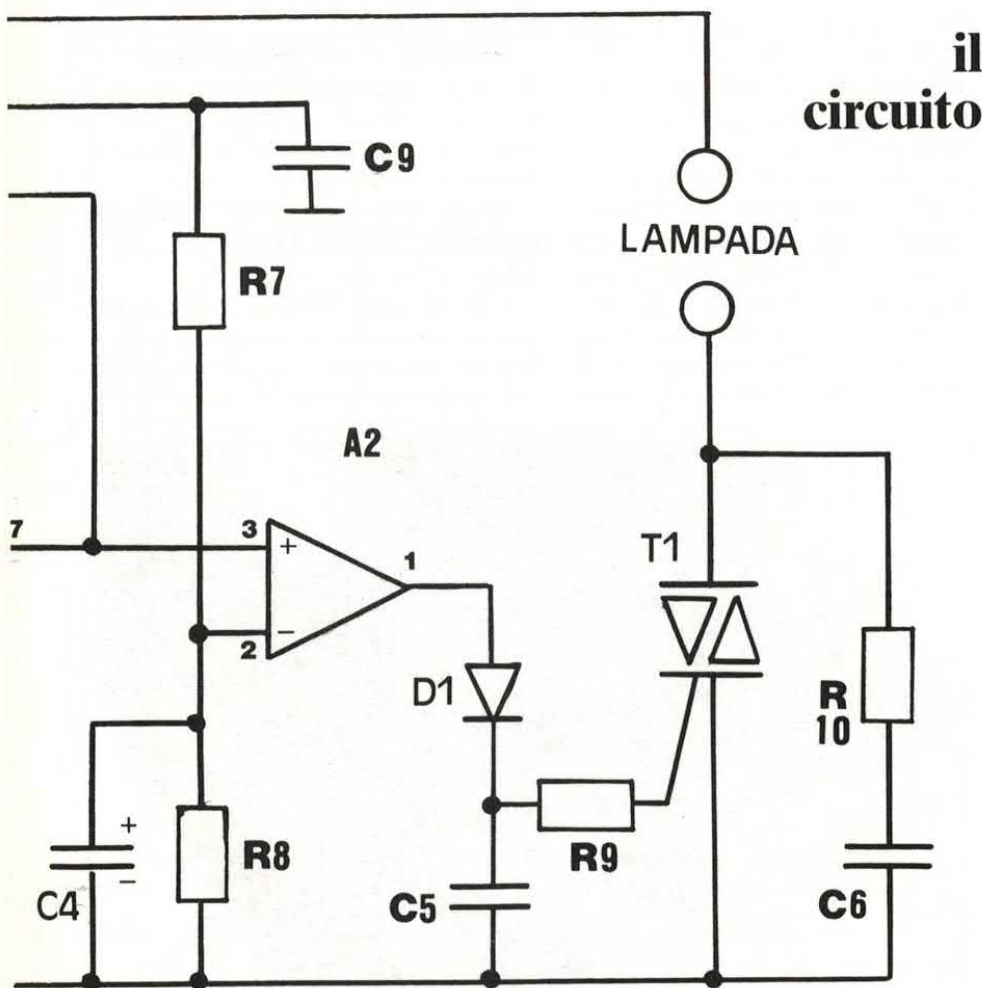 il
circuito
C9
LAMPADA
R7
A2
7
3
+
1
T1
−
2
D1
R
10
+
R8
R9
C4
−
C5
C6